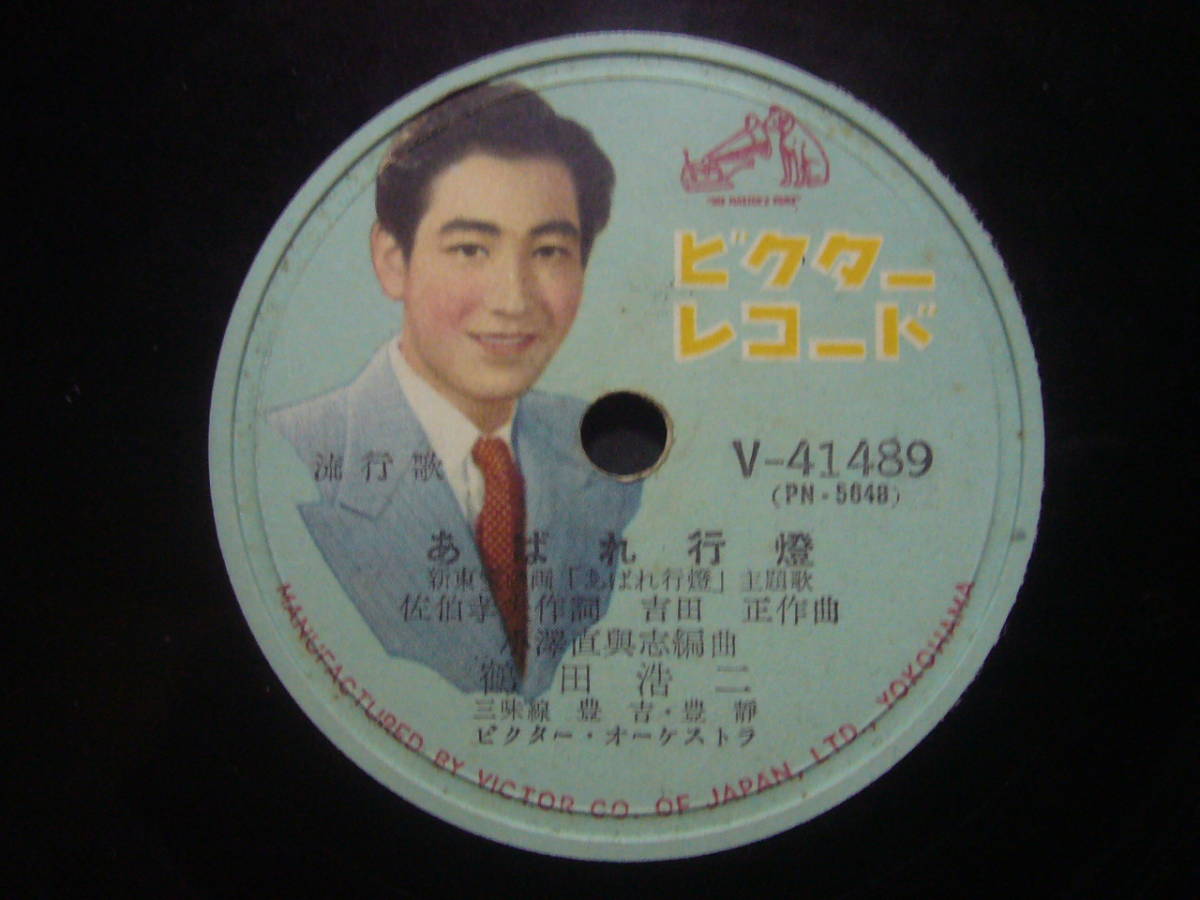 "HIS MASTER'S VOICE"
ビクター
レコード
V-41489
(PN-5648)
流行歌
あばれ行燈
新東宝映画「あばれ行燈」主題歌
佐伯孝夫作詞 吉田 正作曲
小澤直與志編曲
鶴田浩二
三味線 豊吉・豊静
ビクター・オーケストラ
MANUFACTURED BY VICTOR CO. OF JAPAN, LTD., YOKOHAMA